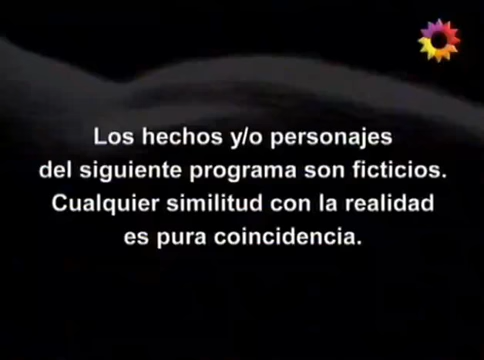 Los hechos y/o personajes
del siguiente programa son ficticios.
Cualquier similitud con la realidad
es pura coincidencia.